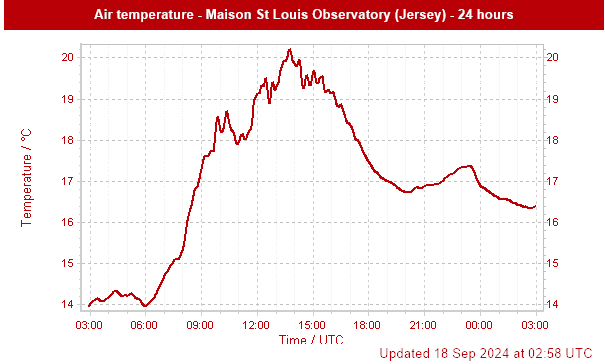 Air temperature - Maison St Louis Observatory (Jersey) - 24 hours
Temperature / °C
20 20
19 19
18 18
17 17
16 16
15 15
14 14
03:00 06:00 09:00 12:00 15:00 18:00 21:00 00:00 03:00
Time / UTC
Updated 18 Sep 2024 at 02:58 UTC